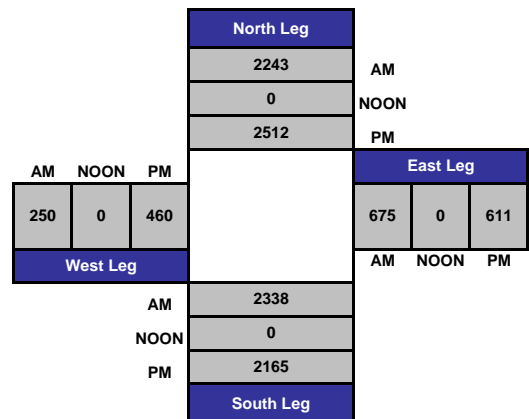 North Leg
2243 AM
0 NOON
2512 PM
AM NOON PM
East Leg
250 0 460
675 0 611
West Leg
AM NOON PM
AM 2338
NOON 0
PM 2165
South Leg